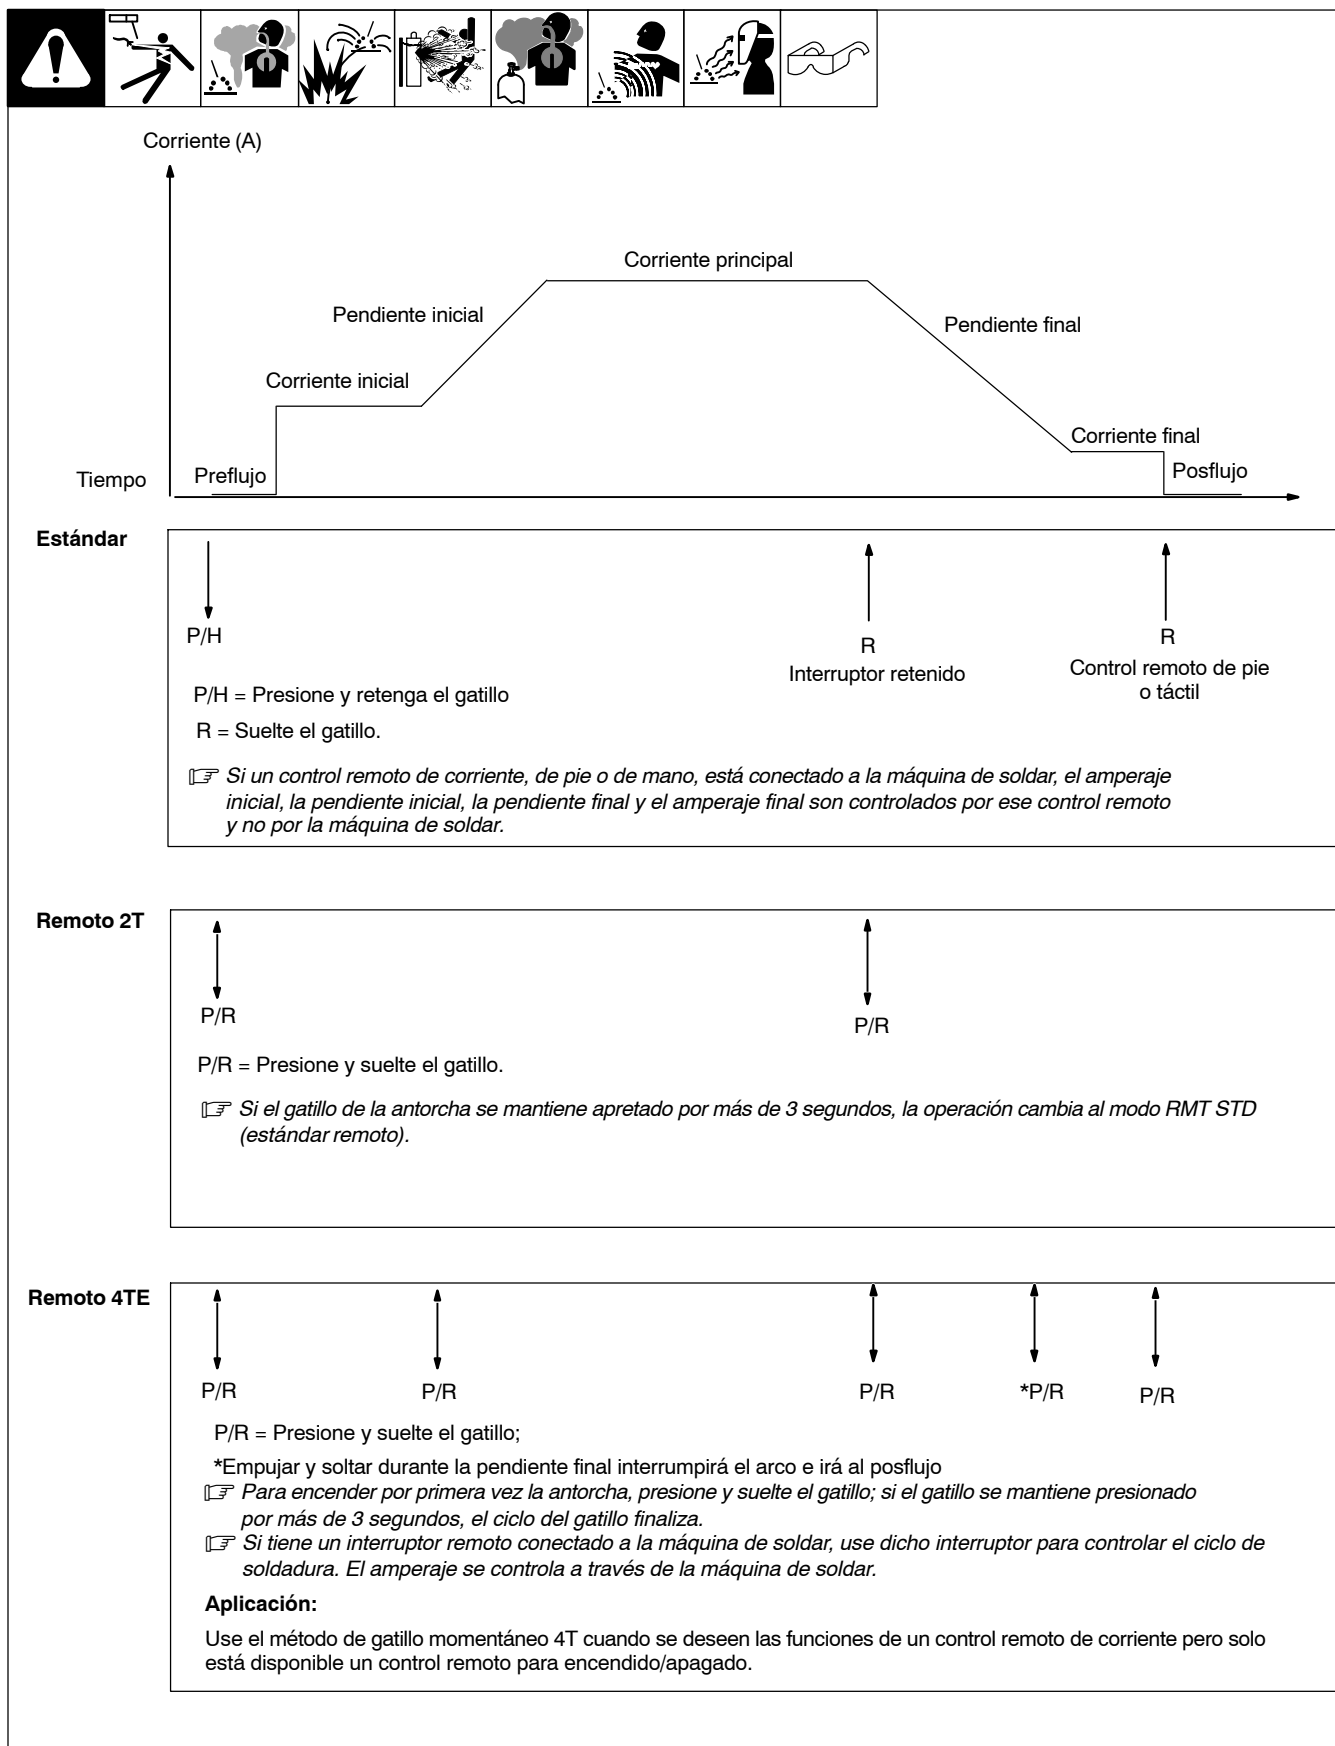 Corriente (A)
Corriente principal
Pendiente inicial
Pendiente final
Corriente inicial
Corriente final
Tiempo
Preflujo
Posflujo
Estándar
P/H
R
Interruptor retenido
R
Control remoto de pie
o táctil
P/H = Presione y retenga el gatillo
R = Suelte el gatillo.
Si un control remoto de corriente, de pie o de mano, está conectado a la máquina de soldar, el amperaje
inicial, la pendiente inicial, la pendiente final y el amperaje final son controlados por ese control remoto
y no por la máquina de soldar.
Remoto 2T
P/R
P/R
P/R = Presione y suelte el gatillo.
Si el gatillo de la antorcha se mantiene apretado por más de 3 segundos, la operación cambia al modo RMT STD
(estándar remoto).
Remoto 4TE
P/R
P/R
P/R
*P/R
P/R
P/R = Presione y suelte el gatillo;
*Empujar y soltar durante la pendiente final interrumpirá el arco e irá al posflujo
Para encender por primera vez la antorcha, presione y suelte el gatillo; si el gatillo se mantiene presionado
por más de 3 segundos, el ciclo del gatillo finaliza.
Si tiene un interruptor remoto conectado a la máquina de soldar, use dicho interruptor para controlar el ciclo de
soldadura. El amperaje se controla a través de la máquina de soldar.
Aplicación:
Use el método de gatillo momentáneo 4T cuando se deseen las funciones de un control remoto de corriente pero solo
está disponible un control remoto para encendido/apagado.